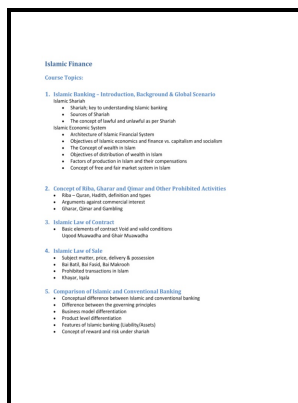 Islamic Finance
Course Topics:
1. Islamic Banking – Introduction, Background & Global Scenario
Islamic Shariah
• Shariah; key to understanding Islamic banking
• Sources of Shariah
• The concept of lawful and unlawful as per Shariah
Islamic Economic System
• Architecture of Islamic Financial System
• Objectives of Islamic economics and finance vs. capitalism and socialism
• The Concept of wealth in Islam
• Objectives of distribution of wealth in Islam
• Factors of production in Islam and their compensations
• Concept of free and fair market system in Islam
2. Concept of Riba, Gharar and Qimar and Other Prohibited Activities
• Riba – Quran, Hadith, definition and types
• Arguments against commercial interest
• Gharar, Qimar and Gambling
3. Islamic Law of Contract
• Basic elements of contract Void and valid conditions
Uqood Muawadha and Ghair Muawadha
4. Islamic Law of Sale
• Subject matter, price, delivery & possession
• Bai Batil, Bai Fasid, Bai Makrooh
• Prohibited transactions in Islam
• Khayar, Iqala
5. Comparison of Islamic and Conventional Banking
• Conceptual difference between Islamic and conventional banking
• Difference between the governing principles
• Business model differentiation
• Product level differentiation
• Features of Islamic banking (Liability/Assets)
• Concept of reward and risk under shariah